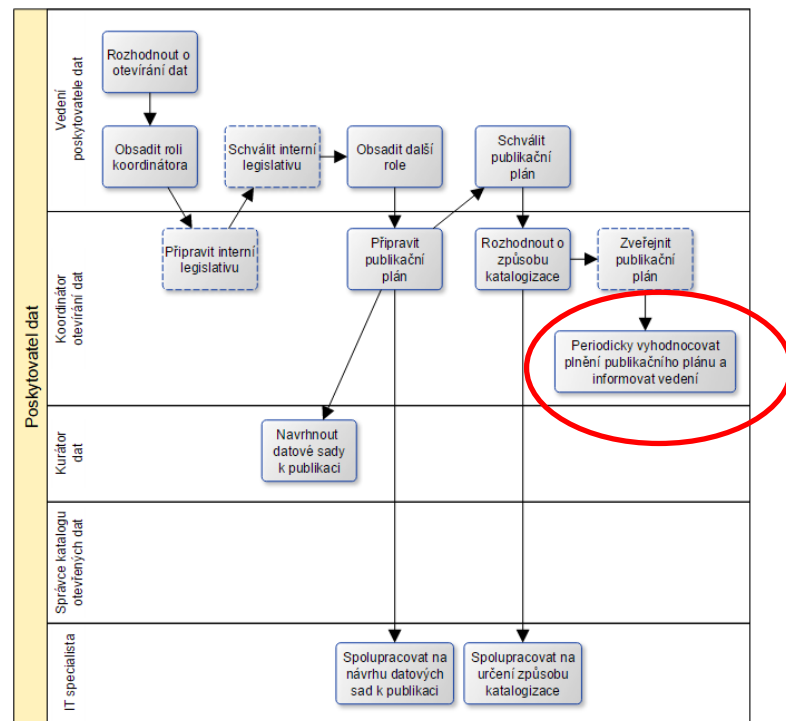 Poskytovatel dat
Vedení
poskytovatele dat
Rozhodnout o
otevírání dat
Obsadit roli
koordinátora
Schválit interní
legislativu
Obsadit další
role
Schválit
publikační
plán
Koordinátor
otevírání dat
Připravit interní
legislativu
Připravit
publikační
plán
Rozhodnout o
způsobu
katalogizace
Zveřejnit
publikační
plán
Periodicky vyhodnocovat
plnění publikačního plánu a
informovat vedení
Kurátor
dat
Navrhnout
datové sady
k publikaci
Správce katalogu
otevřených dat
IT specialista
Spolupracovat na
návrhu datových
sad k publikaci
Spolupracovat na
určení způsobu
katalogizace